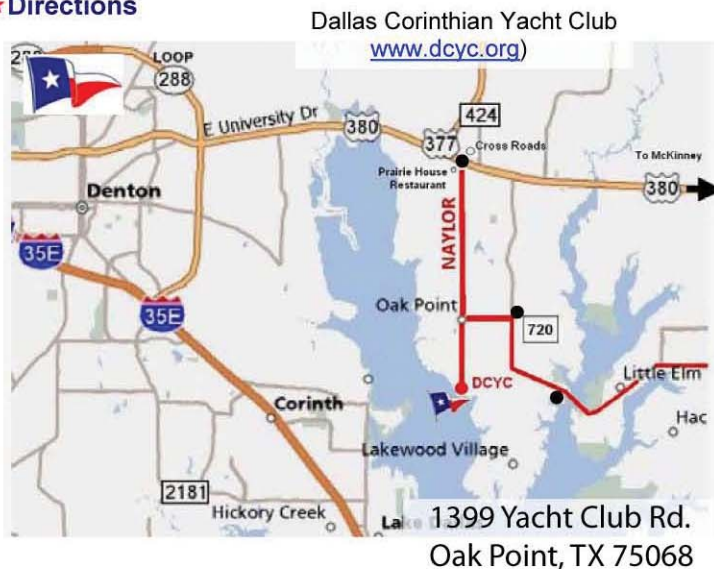 Directions
Dallas Corinthian Yacht Club
www.dcyc.org)
LOOP
288
E University Dr
380
424
377
Cross Roads
Prairie House
Restaurant
To McKinney
380
Denton
NAYLOR
35E
35E
Oak Point
720
DCYC
Little Elm
Corinth
Hac
Lakewood Village
2181
Hickory Creek
1399 Yacht Club Rd.
Oak Point, TX 75068